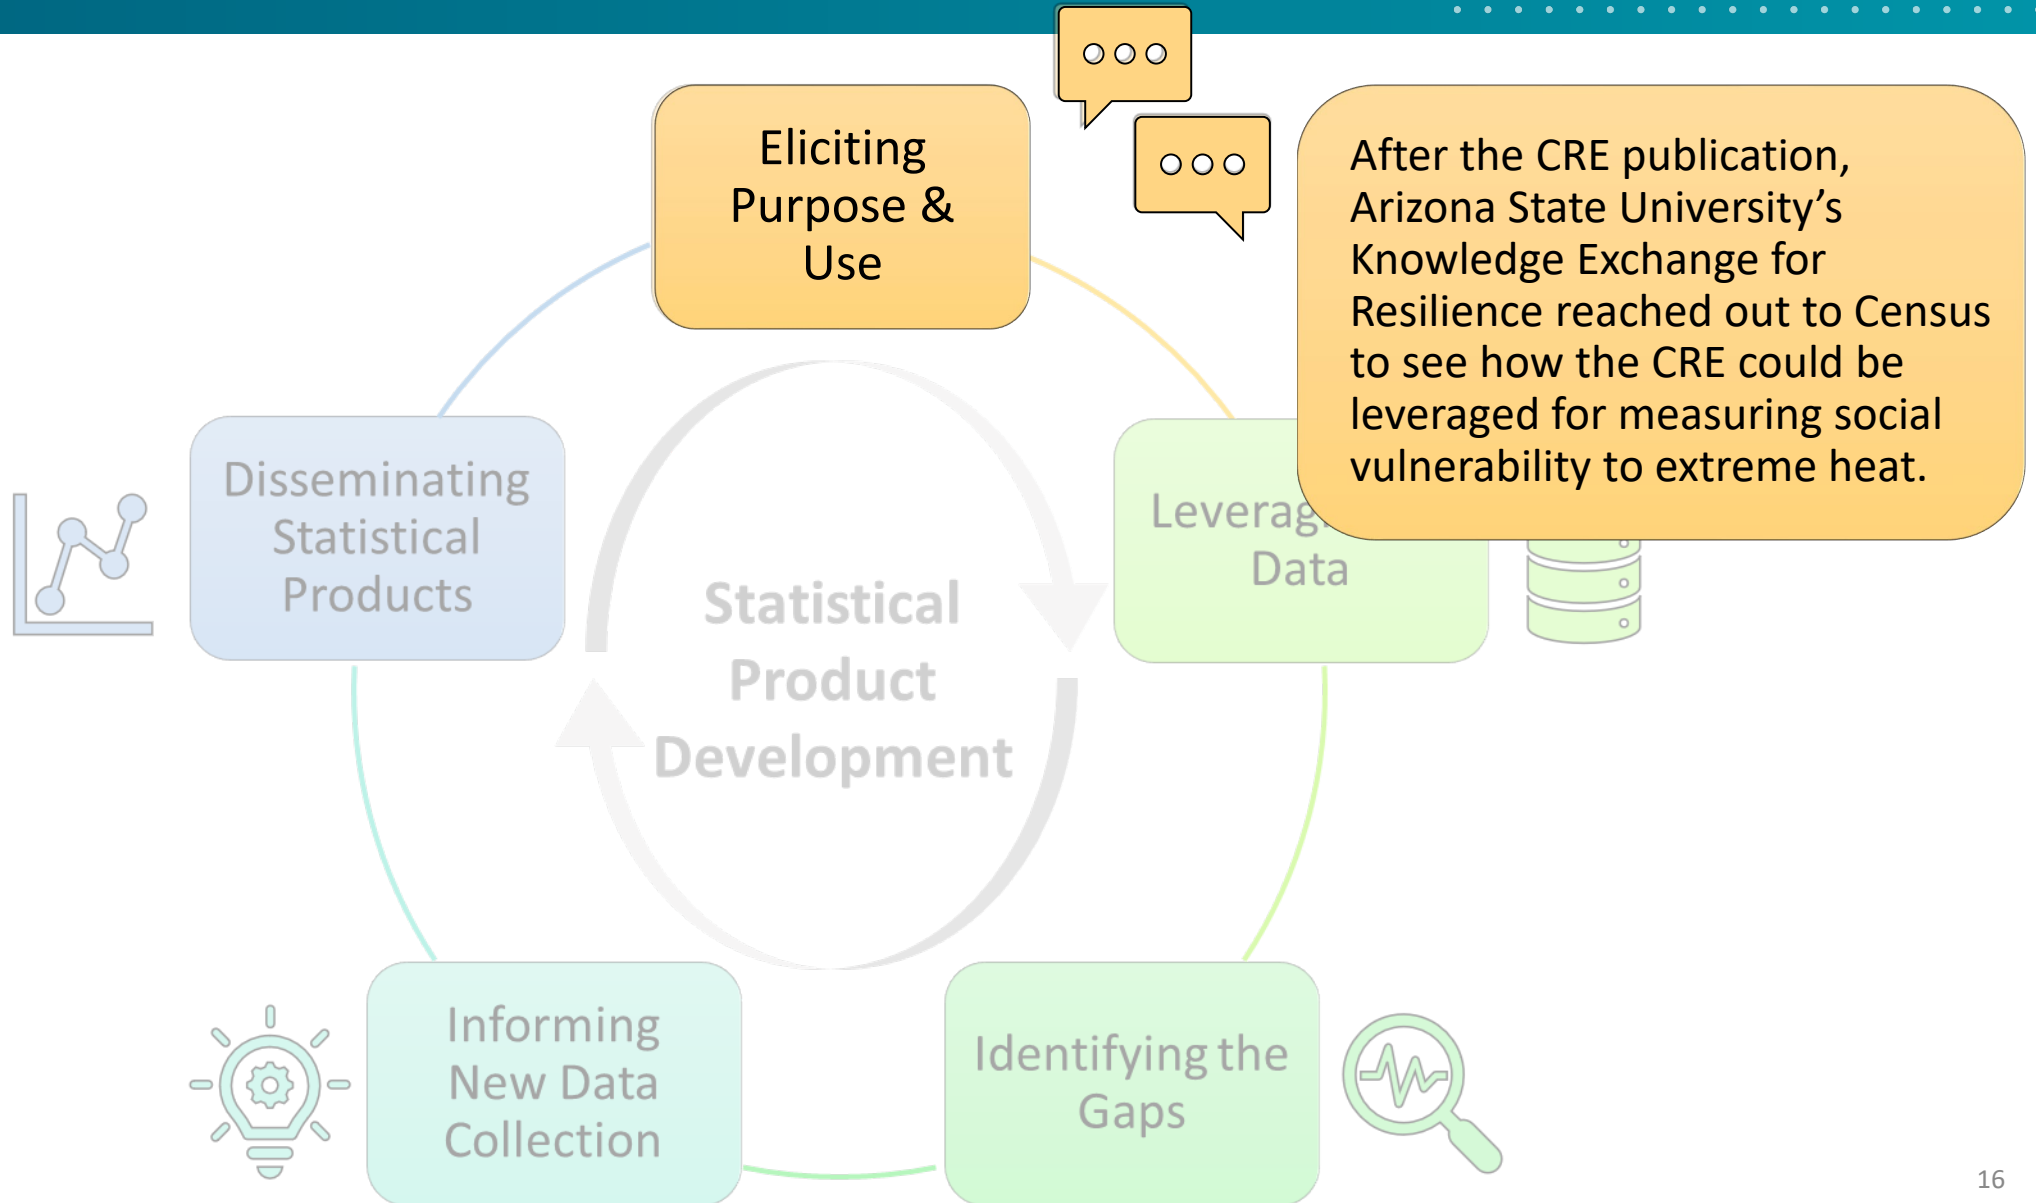 Eliciting
Purpose &
Use
After the CRE publication,
Arizona State University’s
Knowledge Exchange for
Resilience reached out to Census
to see how the CRE could be
leveraged for measuring social
vulnerability to extreme heat.
Disseminating
Statistical
Products
Data
Statistical
Product
Development
Informing
New Data
Collection
Identifying the
Gaps
16